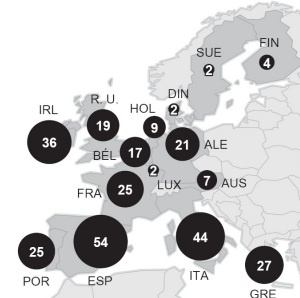 FIN
SUE
4
2
R. U.
DIN
HOL
2
IRL
19
9
36
BÉL
17
21
ALE
2
LUX
7
AUS
FRA
25
25
54
44
27
POR
ESP
ITA
GRE